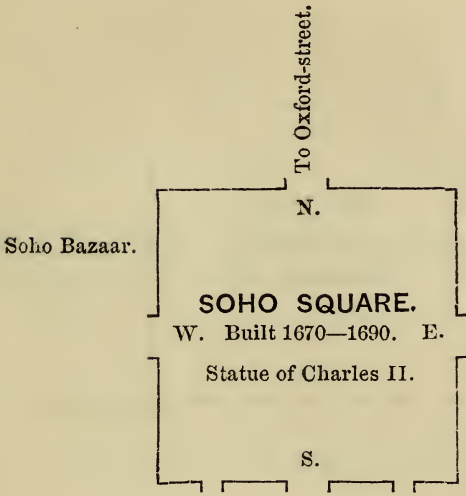 To Oxford-street.
N.
Soho Bazaar.
SOHO SQUARE.
W. Built 1670—1690. E.
Statue of Charles II.
S.